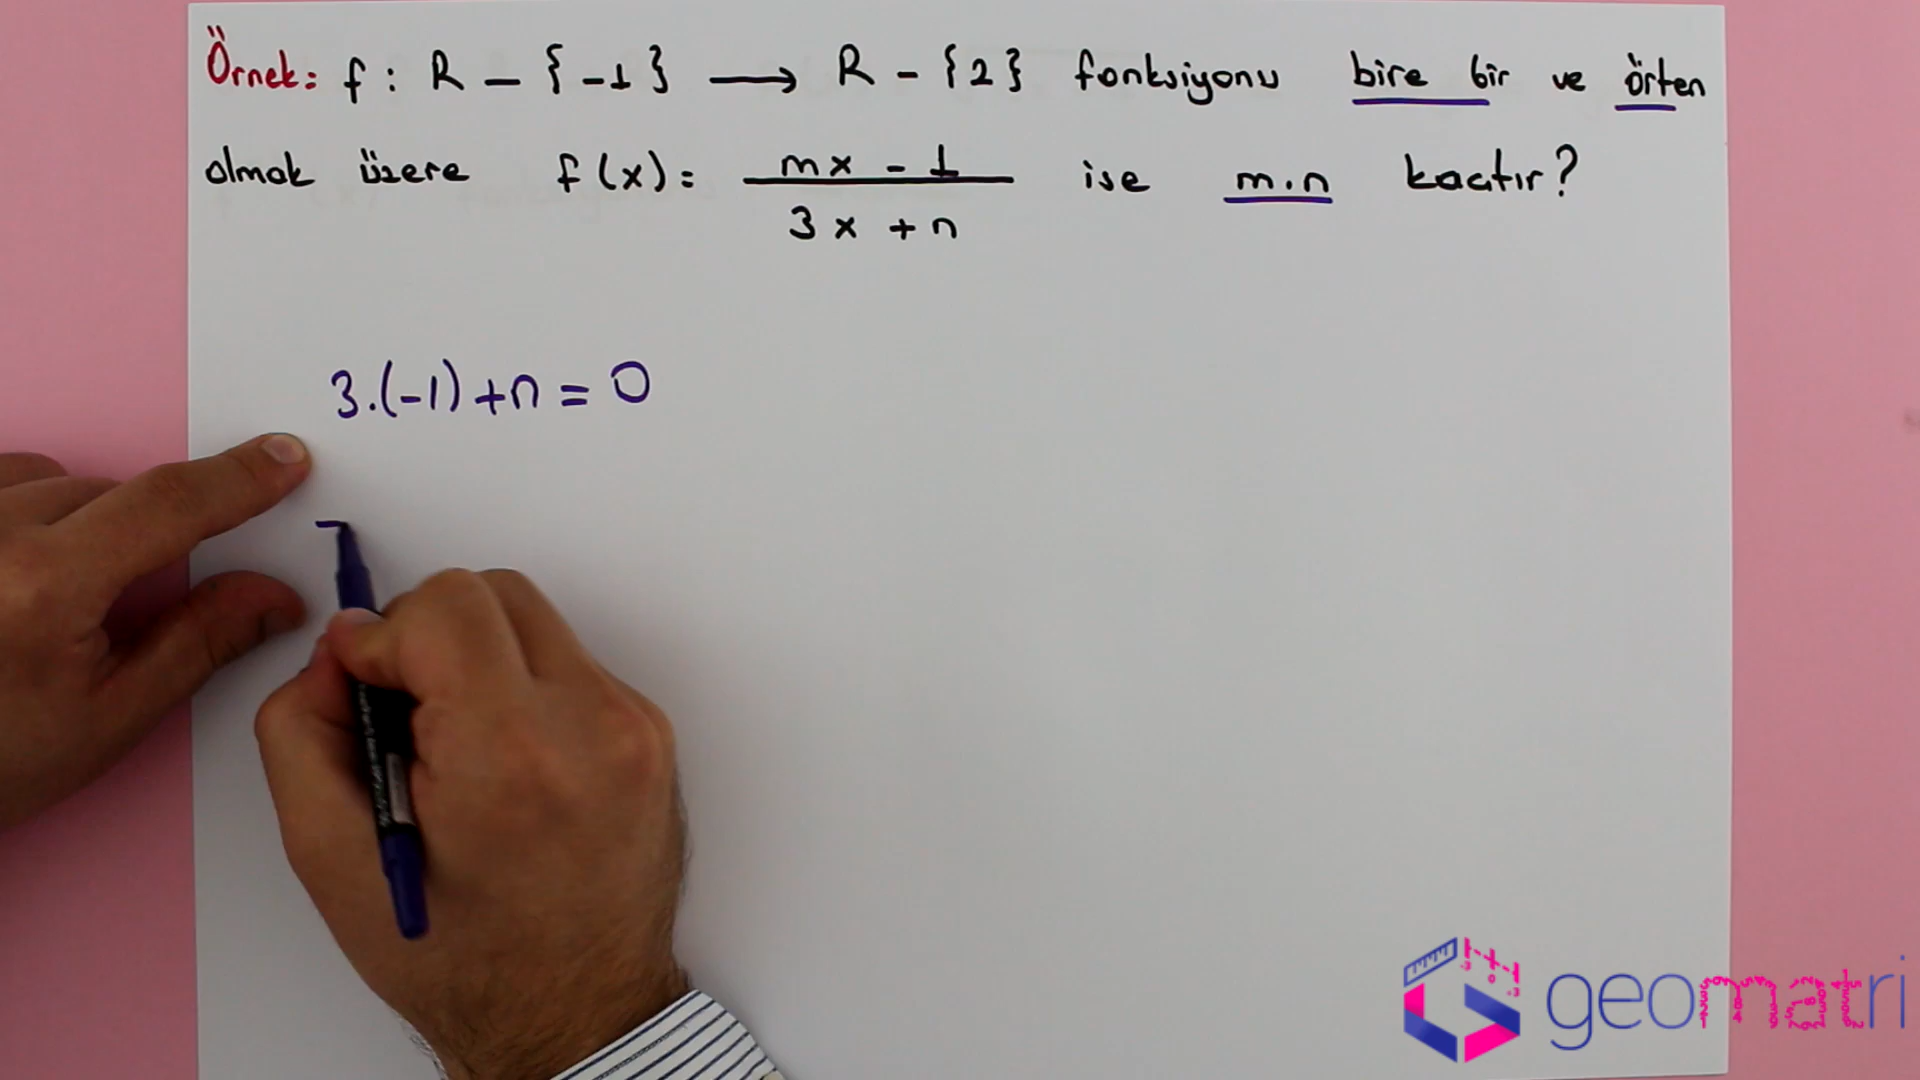 Örnek: f : R - {-1} → R - {2} fonksiyonu bire bir ve örten
olmak üzere f(x) = mx - 1 / 3x + n ise m.n kaçtır?
3.(-1) + n = 0
geomatri